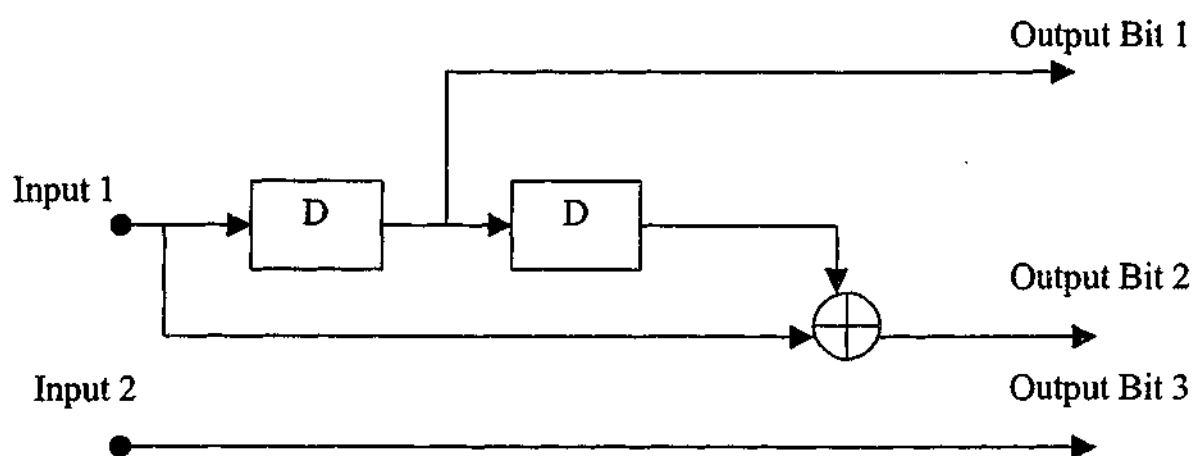 Output Bit 1
Input 1
D
D
Output Bit 2
Input 2
Output Bit 3